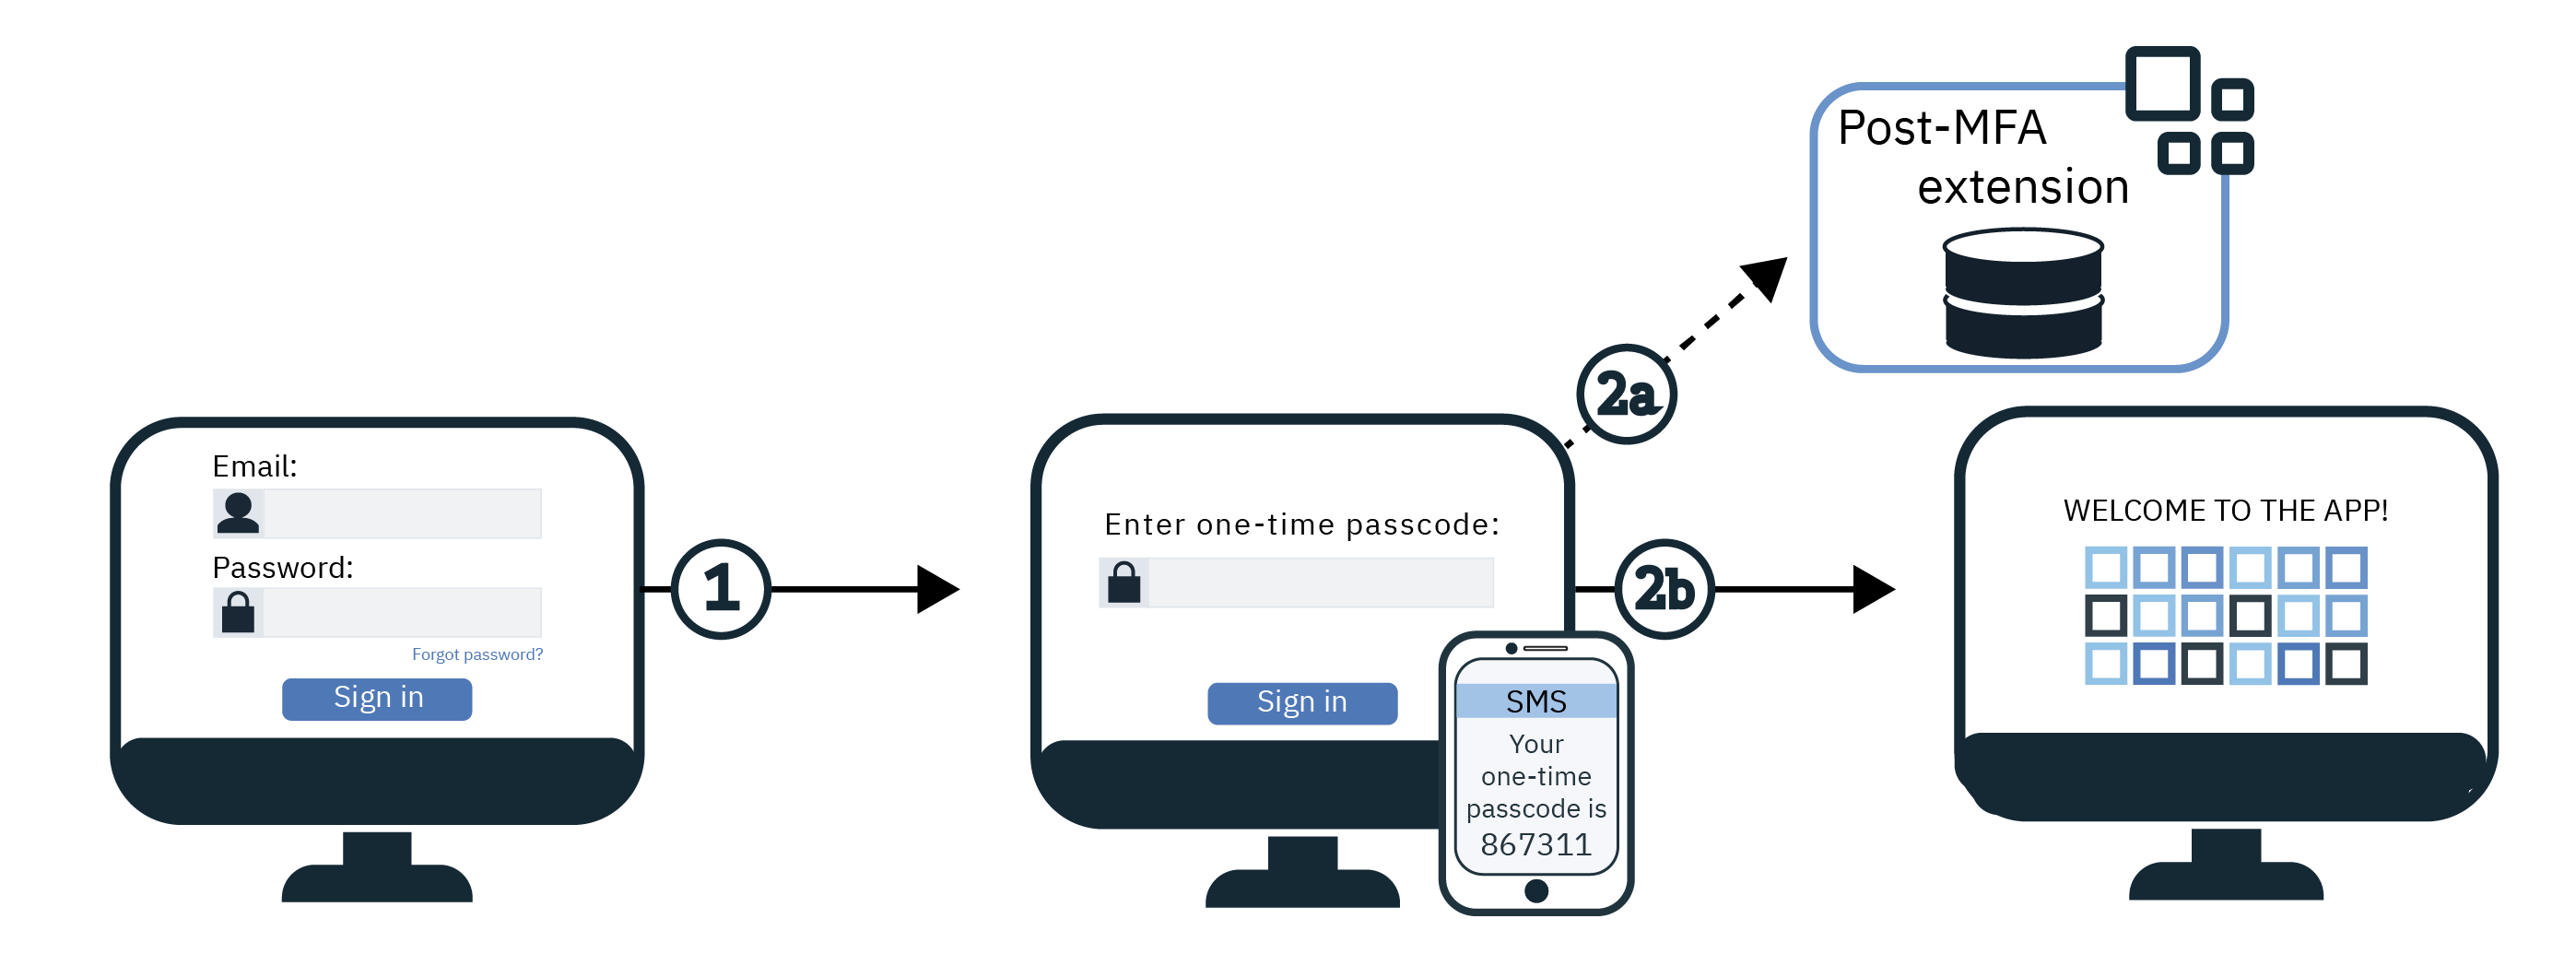 Email:
Password:
Forgot password?
Sign in
1
Enter one-time passcode:
Sign in
SMS
Your
one-time
passcode is
867311
2a
Post-MFA
extension
2b
WELCOME TO THE APP!